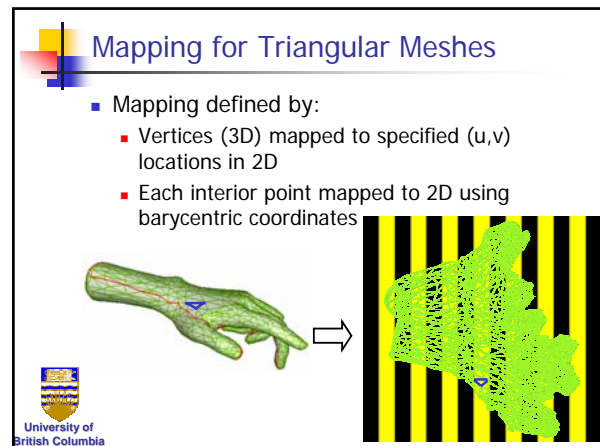 Mapping for Triangular Meshes
Mapping defined by:
Vertices (3D) mapped to specified (u,v)
locations in 2D
Each interior point mapped to 2D using
barycentric coordinates
University of
British Columbia